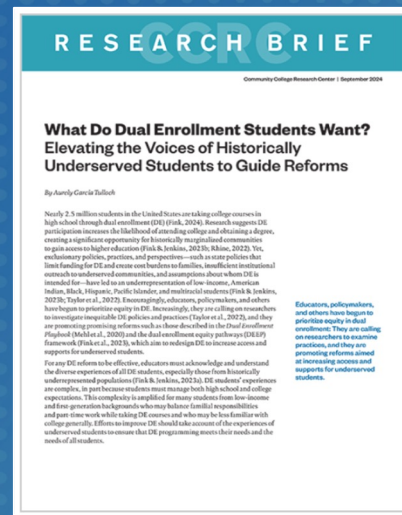 CCRC
RESEARCH BRIEF
Community College Research Center | September 2024
What Do Dual Enrollment Students Want?
Elevating the Voices of Historically
Underserved Students to Guide Reforms
By Aurely Garcia Tulloch
Nearly 2.5 million students in the United States are taking college courses in
high school through dual enrollment (DE) (Fink, 2024). Research suggests DE
participation increases the likelihood of attending college and obtaining a degree,
creating a significant opportunity for historically marginalized communities
to gain access to higher education (Fink & Jenkins, 2023b; Rhine, 2022). Yet,
exclusionary policies, practices, and perspectives—such as state policies that
limit funding for DE and create cost burdens to families, insufficient institutional
outreach to underserved communities, and assumptions about whom DE is
intended for—have led to an underrepresentation of low-income, American
Indian, Black, Hispanic, Pacific Islander, and multiracial students (Fink & Jenkins,
2023b; Taylor et al., 2022). Encouragingly, educators, policymakers, and others
have begun to prioritize equity in DE. Increasingly, they are calling on researchers
to investigate inequitable DE policies and practices (Taylor et al., 2022), and they
are promoting promising reforms such as those described in the Dual Enrollment
Playbook (Mehl et al., 2020) and the dual enrollment equity pathways (DEEP)
framework (Fink et al., 2023), which aim to redesign DE to increase access and
supports for underserved students.
Educators, policymakers,
and others have begun to
prioritize equity in dual
enrollment: They are calling
on researchers to examine
practices, and they are
promoting reforms aimed
at increasing access and
supports for underserved
students.
For any DE reform to be effective, educators must acknowledge and understand
the diverse experiences of all DE students, especially those from historically
underrepresented populations (Fink & Jenkins, 2023a). DE students' experiences
are complex, in part because students must manage both high school and college
expectations. This complexity is amplified for many students from low-income
and first-generation backgrounds who may balance familial responsibilities
and part-time work while taking DE courses and who may be less familiar with
college generally. Efforts to improve DE should take account of the experiences of
underserved students to ensure that DE programming meets their needs and the
needs of all students.